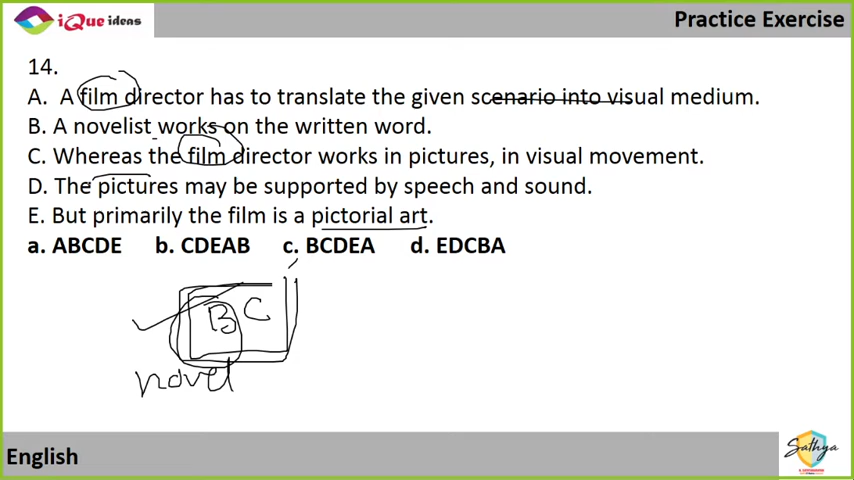 iQue ideas
Practice Exercise
14.
A. A film director has to translate the given scenario into visual medium.
B. A novelist works on the written word.
C. Whereas the film director works in pictures, in visual movement.
D. The pictures may be supported by speech and sound.
E. But primarily the film is a pictorial art.
a. ABCDE b. CDEAB c. BCDEA d. EDCBA
B C
novel
English
Sathya